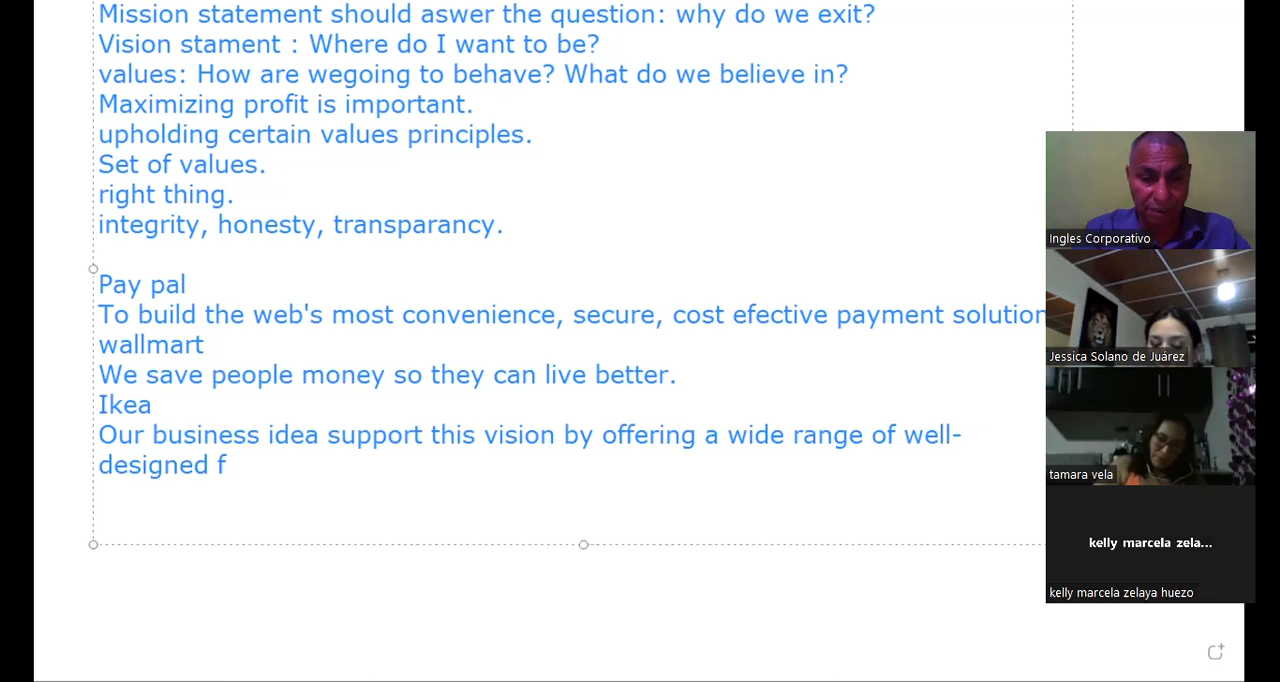 Mission statement should aswer the question: why do we exit?
Vision stament : Where do I want to be?
values: How are wegoing to behave? What do we believe in?
Maximizing profit is important.
upholding certain values principles.
Set of values.
right thing.
integrity, honesty, transparancy.
Pay pal
To build the web's most convenience, secure, cost efective payment solution
wallmart
We save people money so they can live better.
Ikea
Our business idea support this vision by offering a wide range of well-
designed f
Ingles Corporativo
Jessica Solano de Juárez
tamara vela
kelly marcela zela...
kelly marcela zelaya huezo